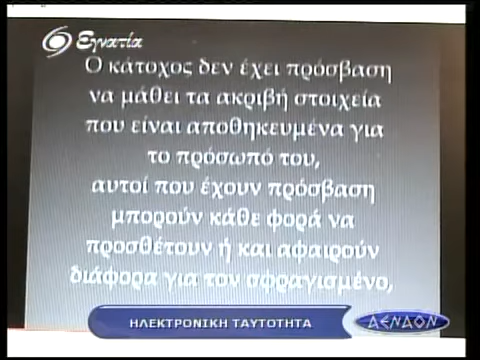 Εγνατία
Ο κάτοχος δεν έχει πρόσβαση
να μάθει τα ακριβή στοιχεία
που είναι αποθηκευμένα για
το πρόσωπό του,
αυτοί που έχουν πρόσβαση
μπορούν κάθε φορά να
προσθέτουν ή και αφαιρούν
διάφορα για τον σφραγισμένο,
ΗΛΕΚΤΡΟΝΙΚΗ ΤΑΥΤΟΤΗΤΑ
ΑΕΝΑΟΝ